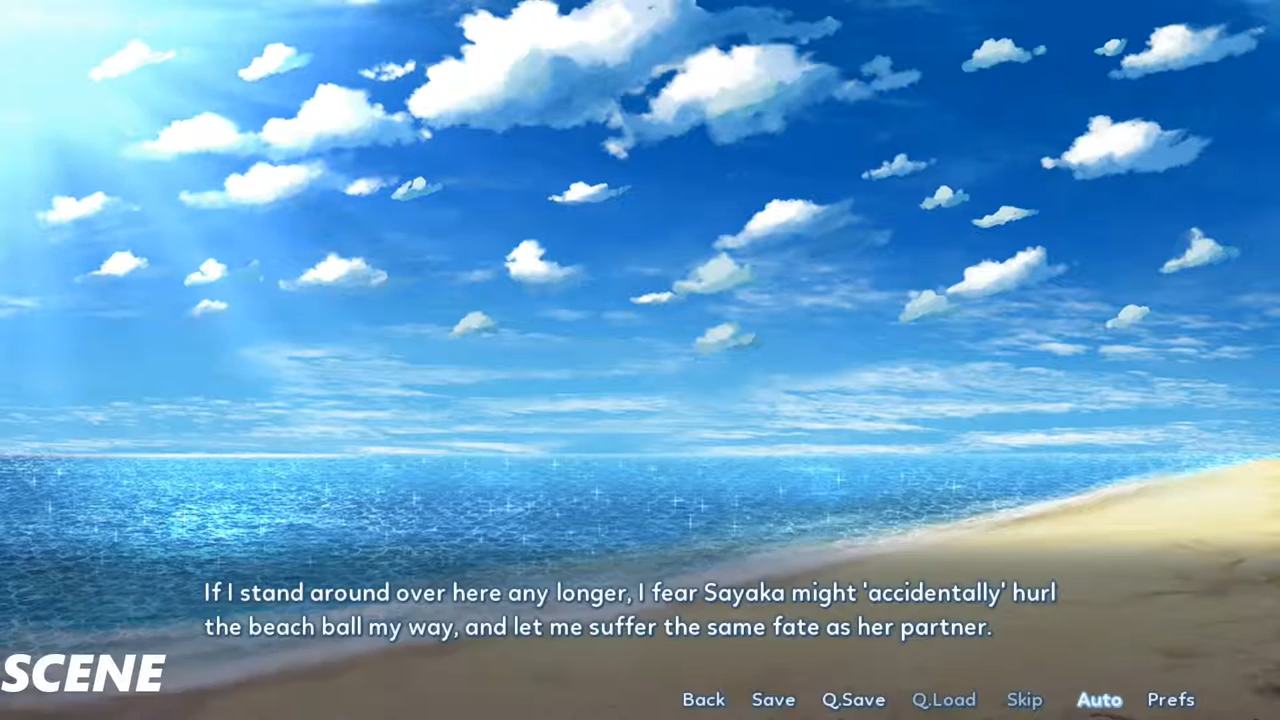 If I stand around over here any longer, I fear Sayaka might 'accidentally' hurl
the beach ball my way, and let me suffer the same fate as her partner.
SCENE
Back Save Q.Save Q.Load Skip Auto Prefs